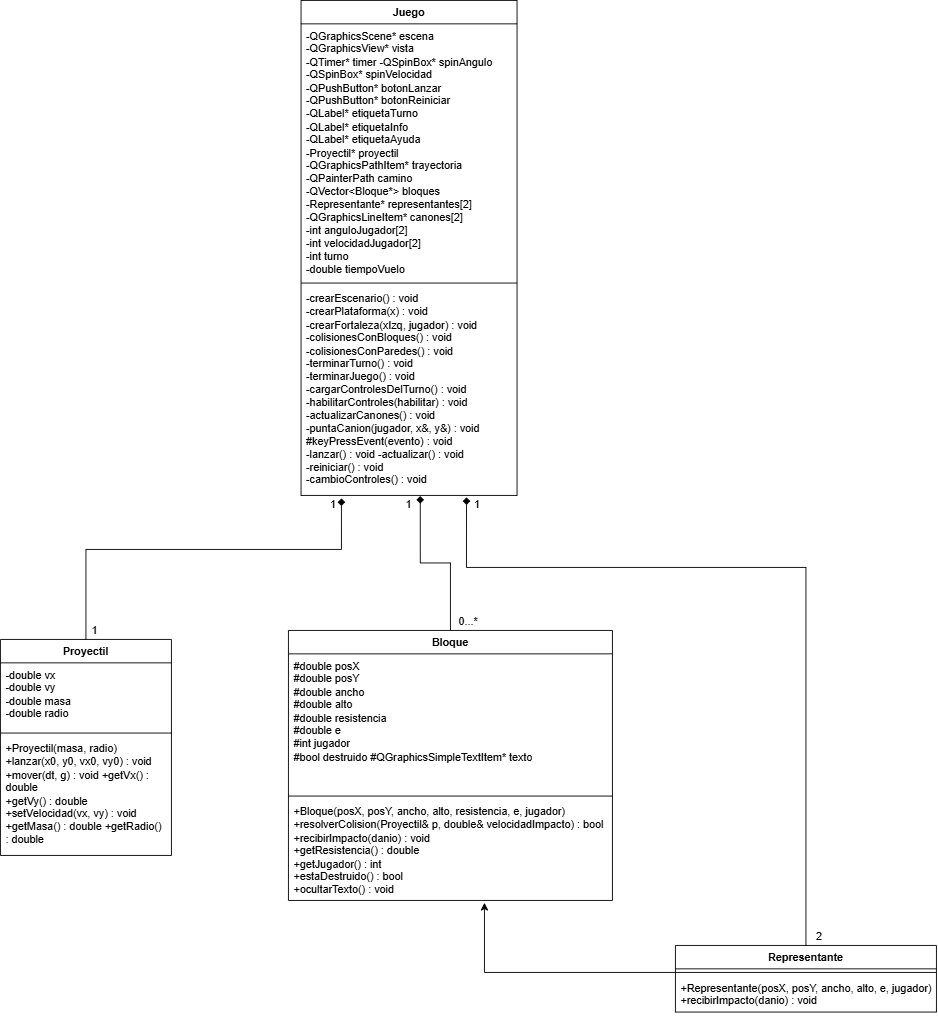 Juego
-QGraphicsScene* escena
-QGraphicsView* vista
-QTimer* timer -QSpinBox* spinAngulo
-QSpinBox* spinVelocidad
-QPushButton* botonLanzar
-QPushButton* botonReiniciar
-QLabel* etiquetaTurno
-QLabel* etiquetaInfo
-QLabel* etiquetaAyuda
-Proyectil* proyectil
-QGraphicsPathItem* trayectoria
-QPainterPath camino
-QVector<Bloque*> bloques
-Representante* representantes[2]
-QGraphicsLineItem* canones[2]
-int anguloJugador[2]
-int velocidadJugador[2]
-int turno
-double tiempoVuelo
-crearEscenario() : void
-crearPlataforma(x) : void
-crearFortaleza(xIzq, jugador) : void
-colisionesConBloques() : void
-colisionesConParedes() : void
-terminarTurno() : void
-terminarJuego() : void
-cargarControlesDelTurno() : void
-habilitarControles(habilitar) : void
-actualizarCanones() : void
-puntaCanion(jugador, x&, y&) : void
#keyPressEvent(evento) : void
-lanzar() : void -actualizar() : void
-reiniciar() : void
-cambioControles() : void
1
1
1
1
0...*
Proyectil
-double vx
-double vy
-double masa
-double radio
+Proyectil(masa, radio)
+lanzar(x0, y0, vx0, vy0) : void
+mover(dt, g) : void +getVx() :
double
+getVy() : double
+setVelocidad(vx, vy) : void
+getMasa() : double +getRadio()
: double
Bloque
#double posX
#double posY
#double ancho
#double alto
#double resistencia
#double e
#int jugador
#bool destruido #QGraphicsSimpleTextItem* texto
+Bloque(posX, posY, ancho, alto, resistencia, e, jugador)
+resolverColision(Proyectil& p, double& velocidadImpacto) : bool
+recibirImpacto(danio) : void
+getResistencia() : double
+getJugador() : int
+estaDestruido() : bool
+ocultarTexto() : void
2
Representante
+Representante(posX, posY, ancho, alto, e, jugador)
+recibirImpacto(danio) : void